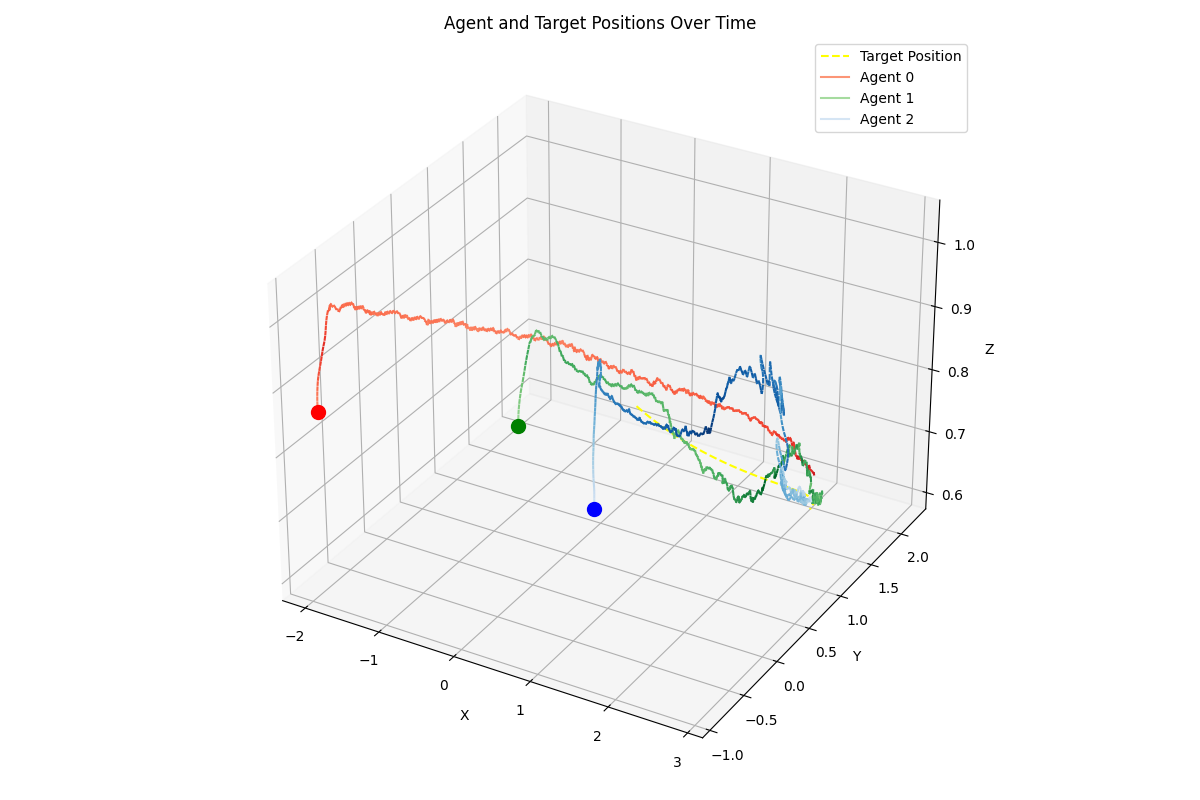 Agent and Target Positions Over Time
Target Position
Agent 0
Agent 1
Agent 2
1.0
0.9
0.8
0.7
0.6
Z
2.0
1.5
1.0
0.5
0.0
−0.5
−1.0
Y
−2
−1
0
1
2
3
X